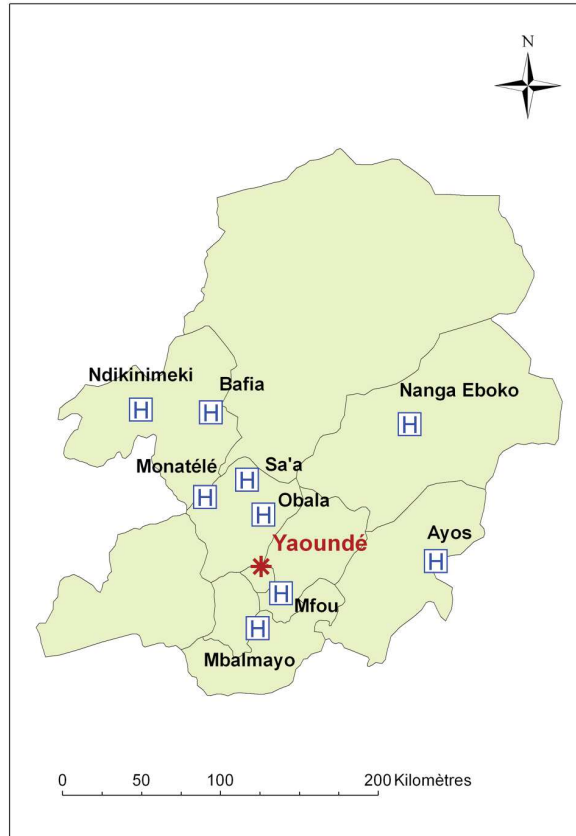 N
Ndikinimeki
H
Bafia
H
Nanga Eboko
H
Monatélé
H
Sa'a
H
Obala
H
Yaoundé
Ayos
H
Mfou
H
Mbalmayo
H
0 50 100 200 Kilomètres